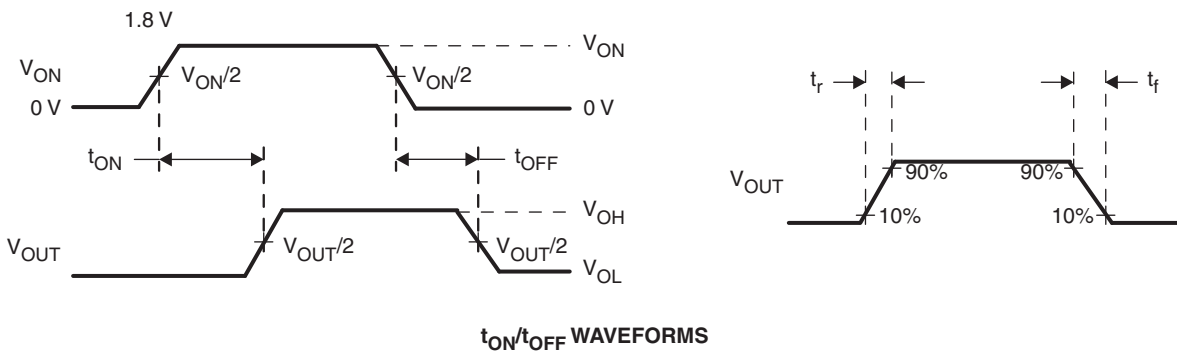 1.8 V
V_ON
V_ON
V_ON/2
V_ON/2
0 V
0 V
t_ON
t_OFF
V_OH
V_OUT
V_OUT/2
V_OUT/2
V_OL
t_r
t_f
V_OUT
90%
90%
10%
10%
t_ON/t_OFF WAVEFORMS